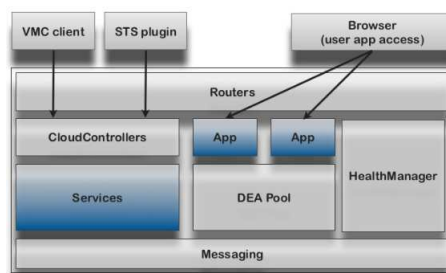 VMC client
STS plugin
Browser
(user app access)
Routers
CloudControllers
App
App
HealthManager
Services
DEA Pool
Messaging